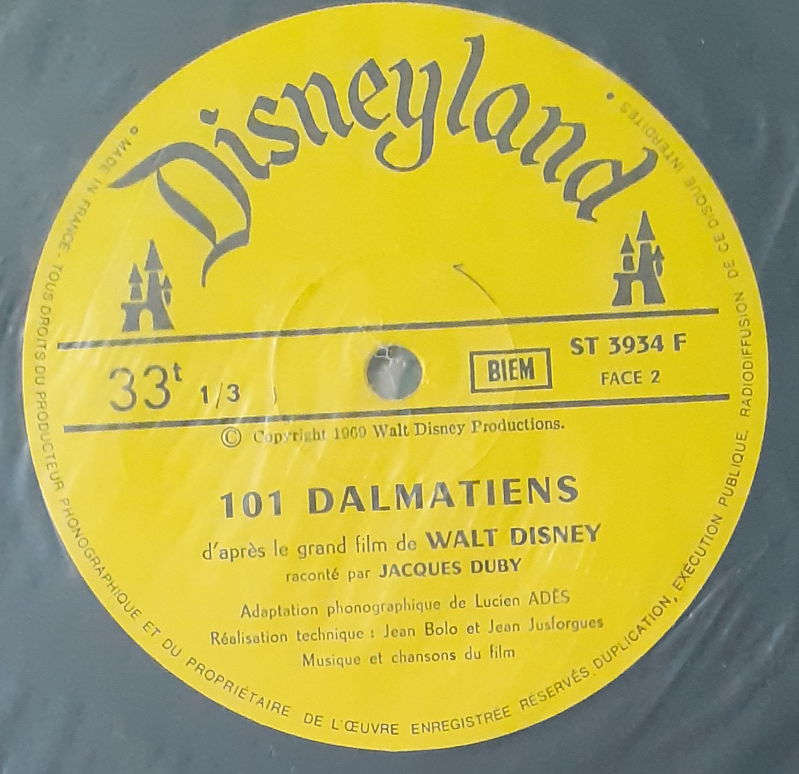 Disneyland
33t 1/3
BIEM
ST 3934 F
FACE 2
© Copyright 1960 Walt Disney Productions.
101 DALMATIENS
d'après le grand film de WALT DISNEY
raconté par JACQUES DUBY
Adaptation phonographique de Lucien ADÈS
Réalisation technique : Jean Bolo et Jean Jusforgues
Musique et chansons du film
• MADE IN FRANCE - TOUS DROITS DU PRODUCTEUR PHONOGRAPHIQUE ET DU PROPRIÉTAIRE DE L'ŒUVRE ENREGISTRÉE RÉSERVÉS. DUPLICATION, EXÉCUTION PUBLIQUE, RADIODIFFUSION DE CE DISQUE INTERDITES •